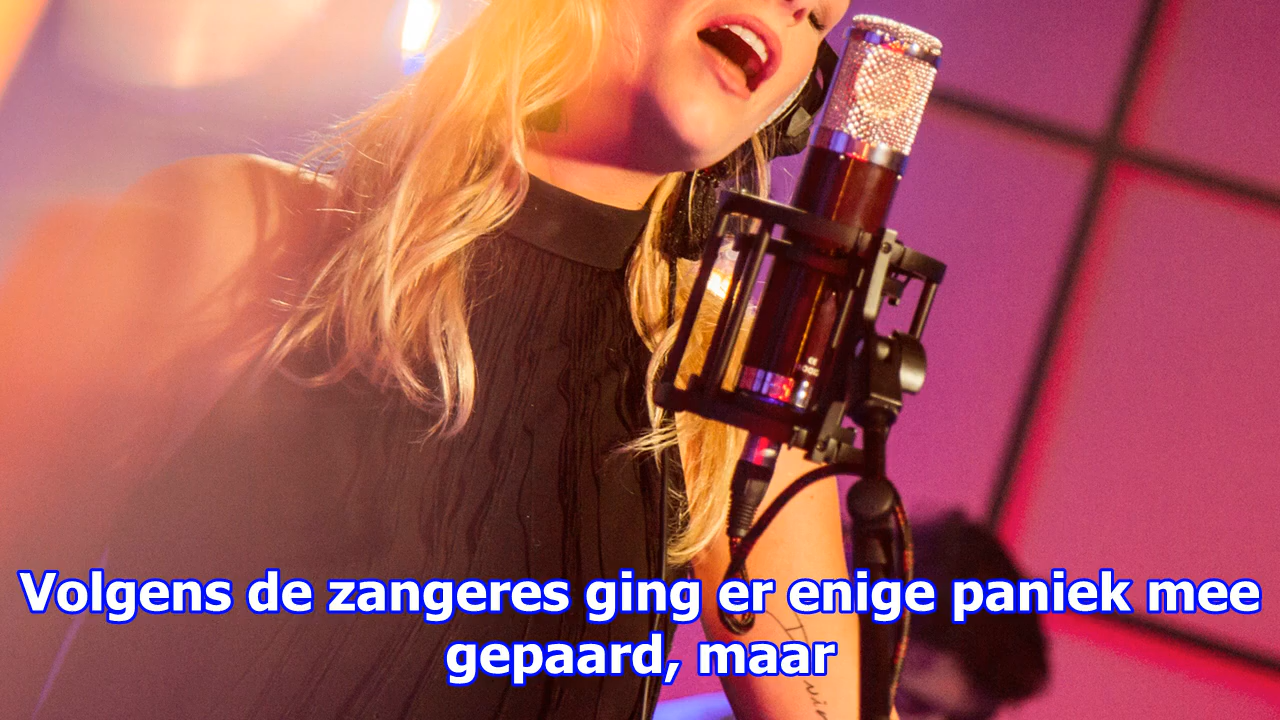 Volgens de zangeres ging er enige paniek mee
gepaard, maar